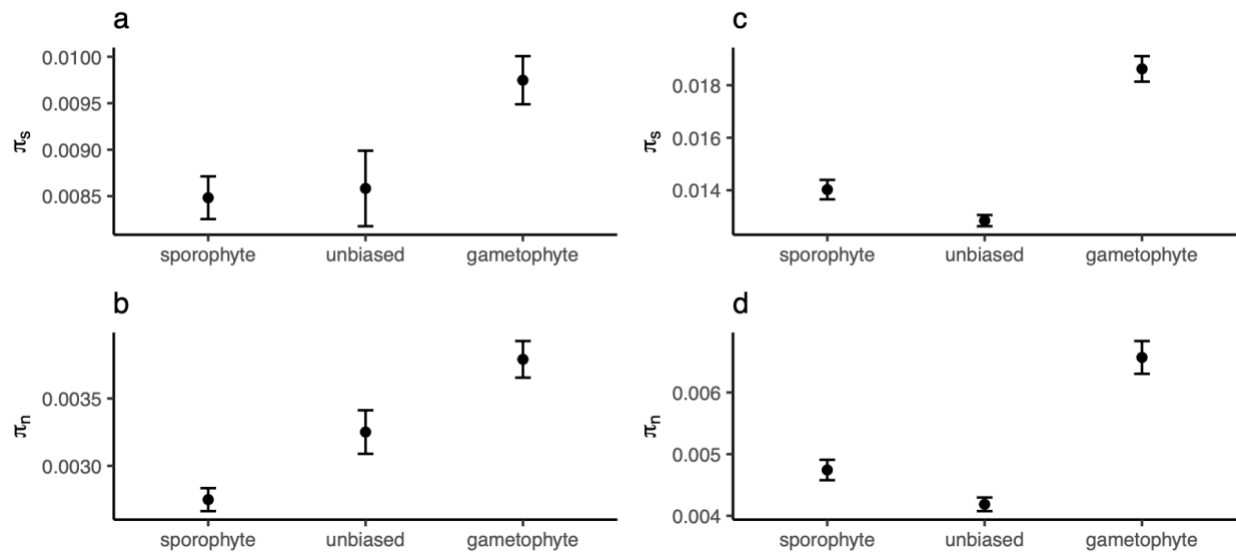 a
0.0100
0.0095
0.0090
0.0085
πs
sporophyte unbiased gametophyte
c
0.018
0.016
0.014
πs
sporophyte unbiased gametophyte
b
0.0035
0.0030
πn
sporophyte unbiased gametophyte
d
0.006
0.005
0.004
πn
sporophyte unbiased gametophyte